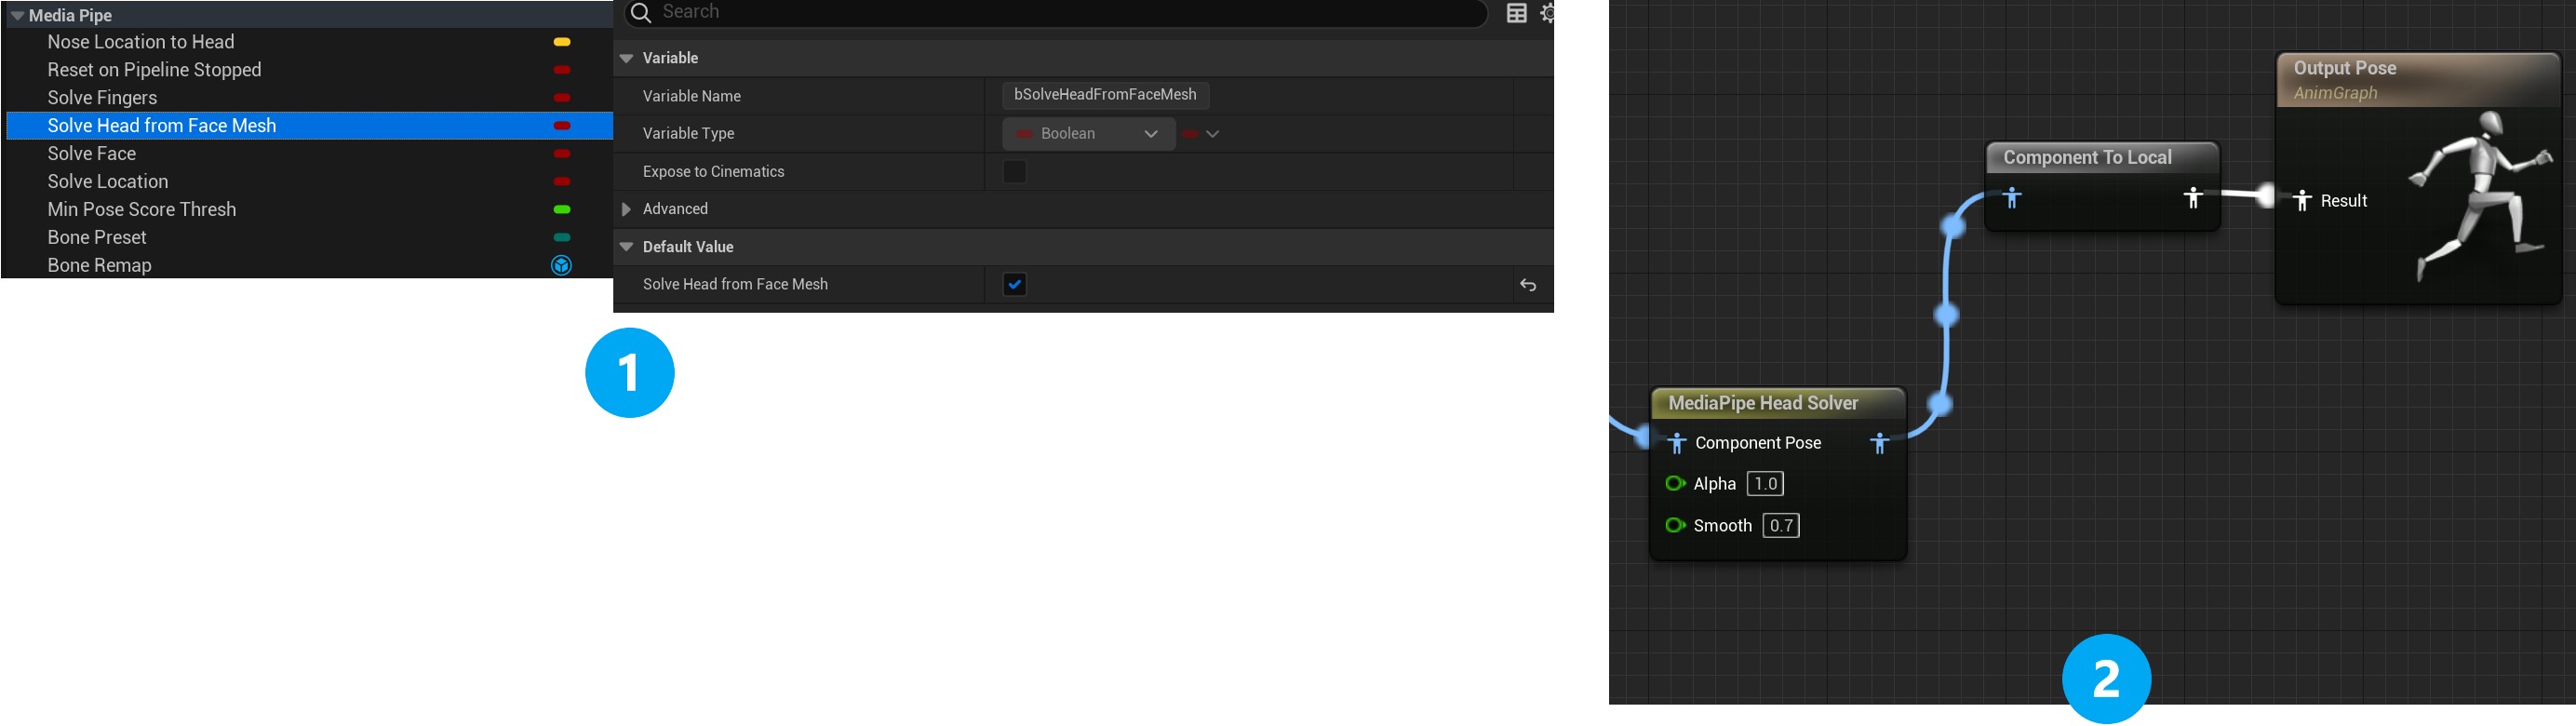 Media Pipe
Nose Location to Head
Reset on Pipeline Stopped
Solve Fingers
Solve Head from Face Mesh
Solve Face
Solve Location
Min Pose Score Thresh
Bone Preset
Bone Remap
Search
Variable
Variable Name bSolveHeadFromFaceMesh
Variable Type Boolean
Expose to Cinematics
Advanced
Default Value
Solve Head from Face Mesh
1
Output Pose
AnimGraph
Result
Component To Local
MediaPipe Head Solver
Component Pose
Alpha 1.0
Smooth 0.7
2